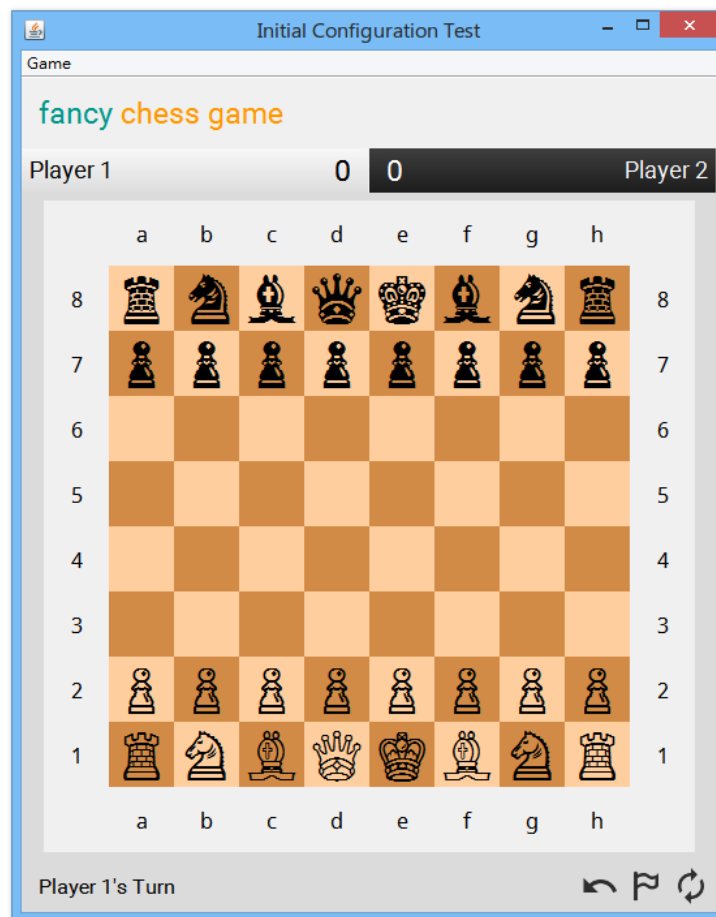 Initial Configuration Test
Game
fancy chess game
Player 1 0 0 Player 2
a b c d e f g h
8 8
7 7
6 6
5 5
4 4
3 3
2 2
1 1
a b c d e f g h
Player 1's Turn